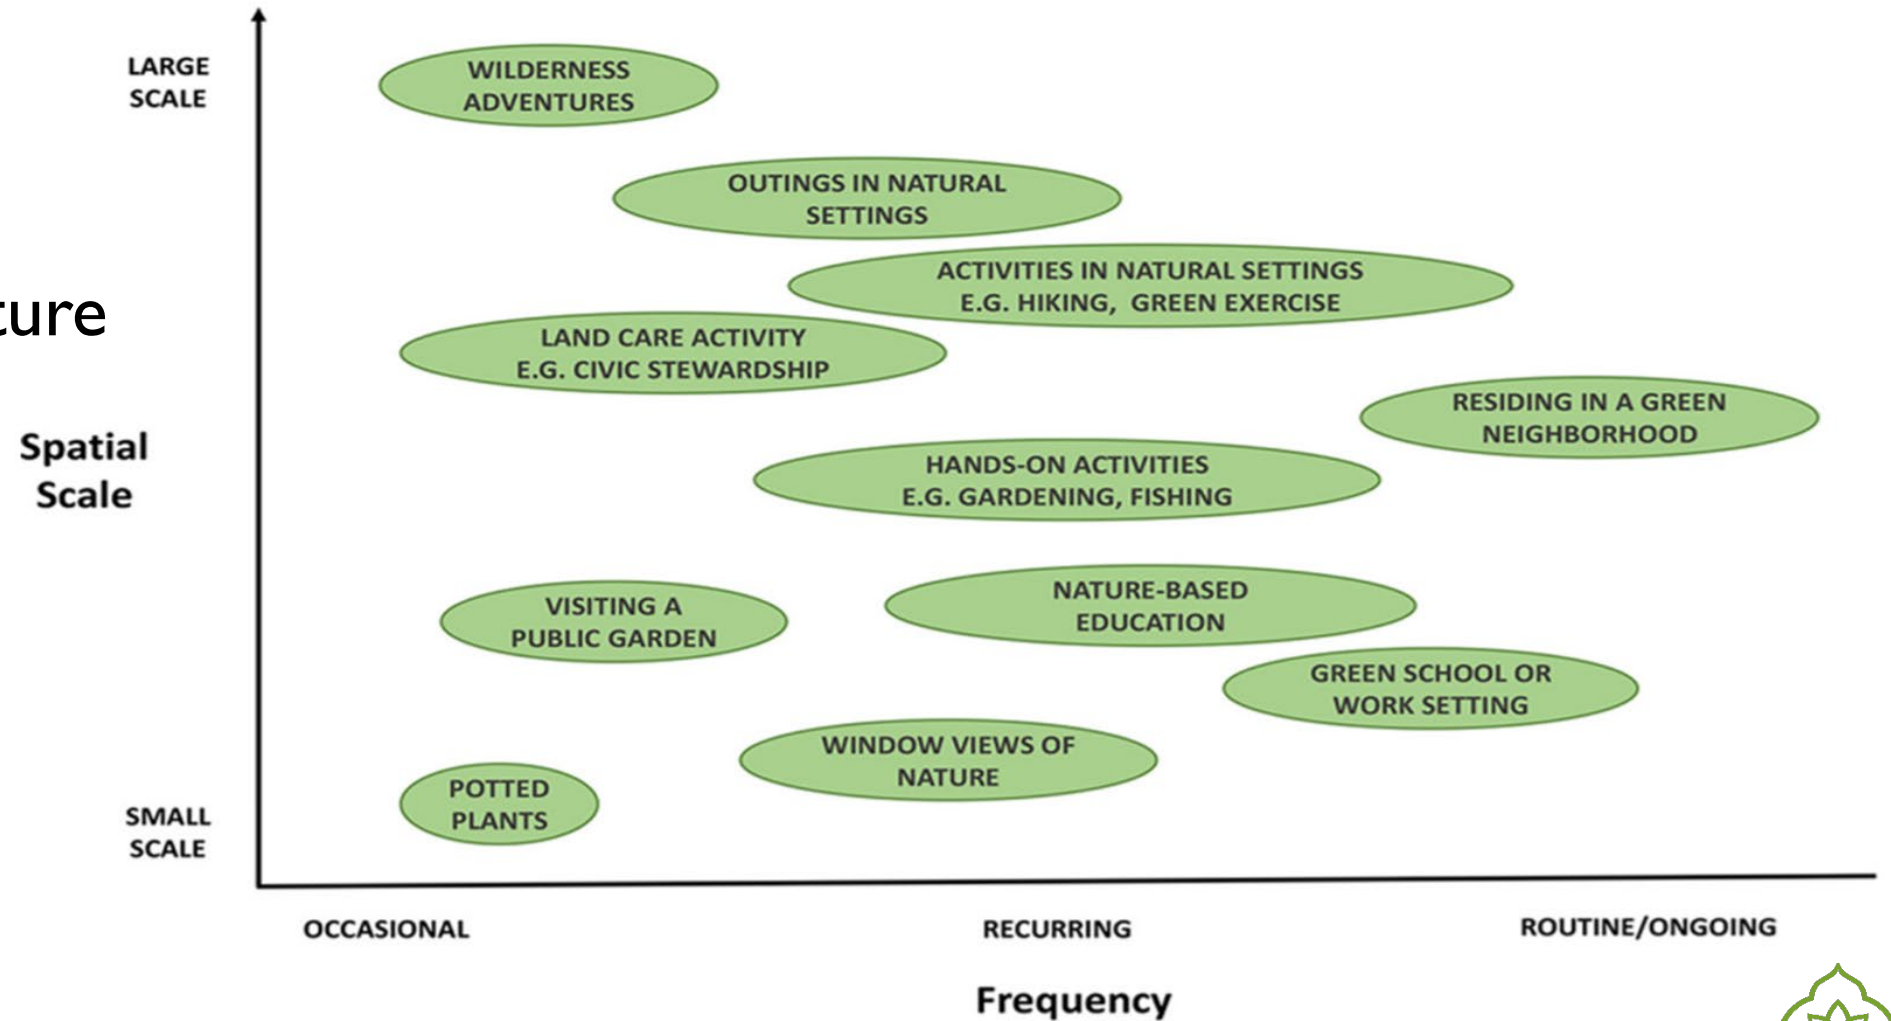 LARGE
SCALE
WILDERNESS
ADVENTURES
OUTINGS IN NATURAL
SETTINGS
ACTIVITIES IN NATURAL SETTINGS
E.G. HIKING, GREEN EXERCISE
ture
LAND CARE ACTIVITY
E.G. CIVIC STEWARDSHIP
RESIDING IN A GREEN
NEIGHBORHOOD
Spatial
Scale
HANDS-ON ACTIVITIES
E.G. GARDENING, FISHING
VISITING A
PUBLIC GARDEN
NATURE-BASED
EDUCATION
GREEN SCHOOL OR
WORK SETTING
WINDOW VIEWS OF
NATURE
POTTED
PLANTS
SMALL
SCALE
OCCASIONAL
RECURRING
ROUTINE/ONGOING
Frequency